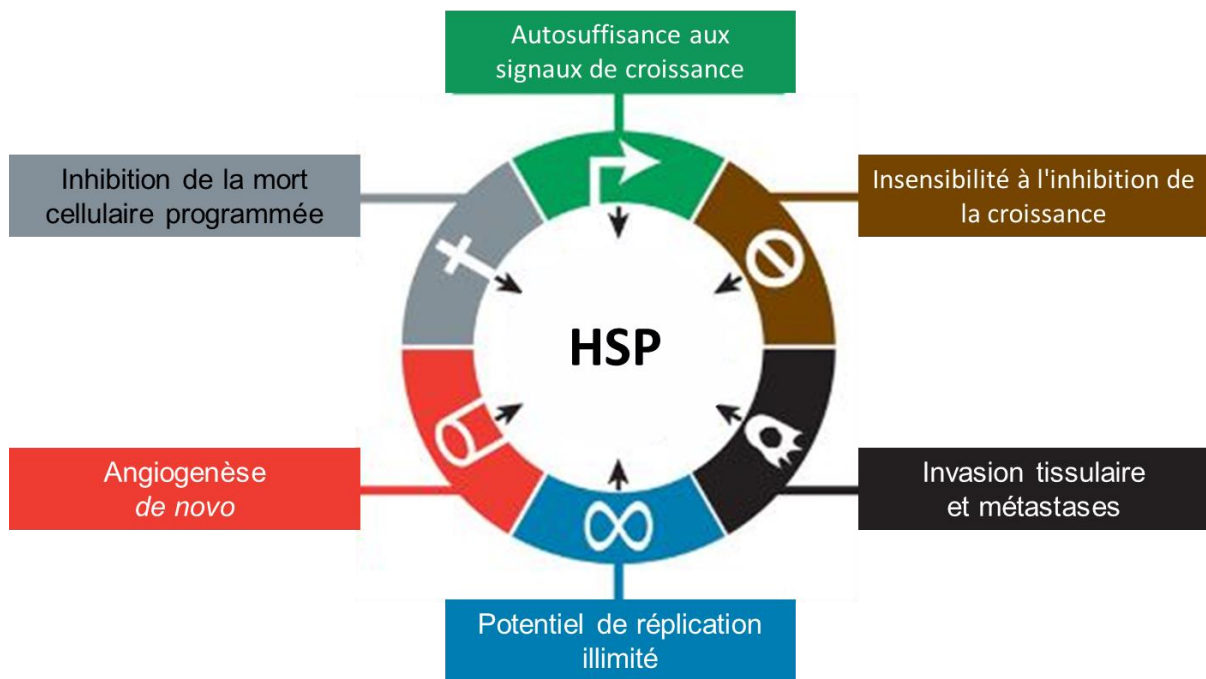 Autosuffisance aux
signaux de croissance
Inhibition de la mort
cellulaire programmée
Insensibilité à l'inhibition de
la croissance
HSP
Angiogenèse
de novo
Invasion tissulaire
et métastases
Potentiel de réplication
illimité